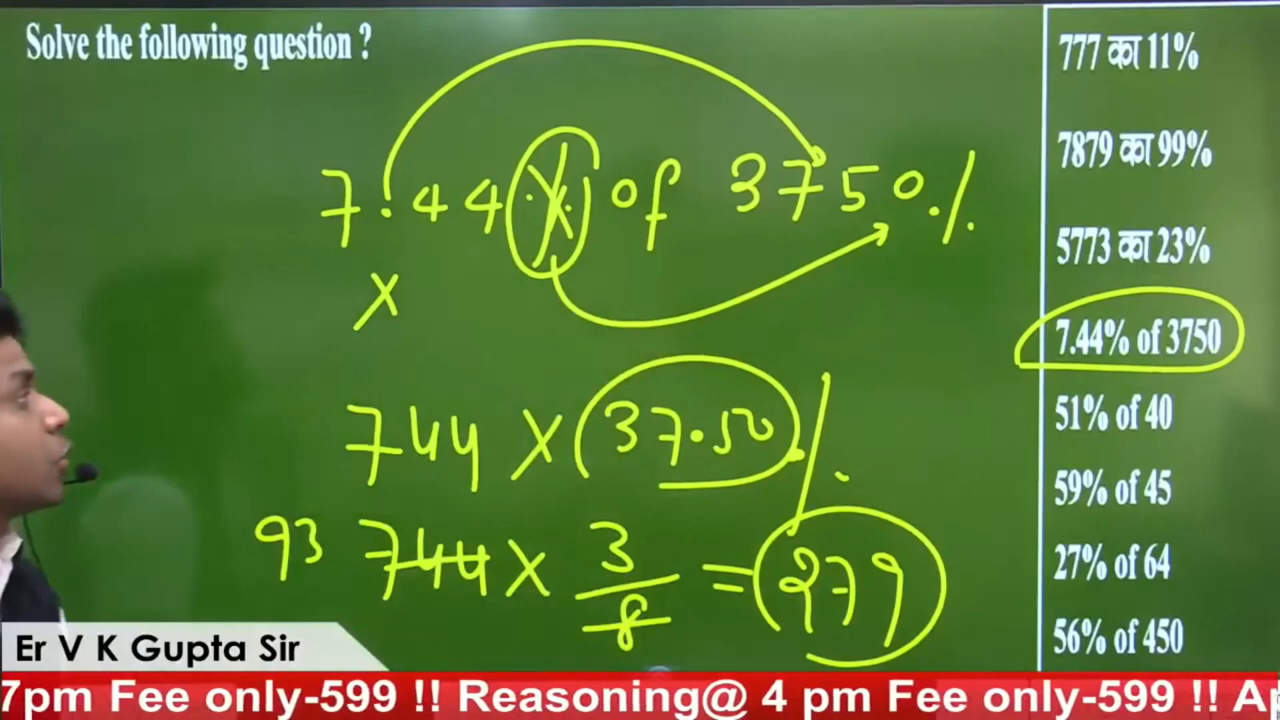 Solve the following question ?
7.44% of 3750%
x
744 x 37.50%
93 744 x 3/8 = 279
777 का 11%
7879 का 99%
5773 का 23%
7.44% of 3750
51% of 40
59% of 45
27% of 64
56% of 450
Er V K Gupta Sir
7pm Fee only-599 !! Reasoning@ 4 pm Fee only-599 !! A